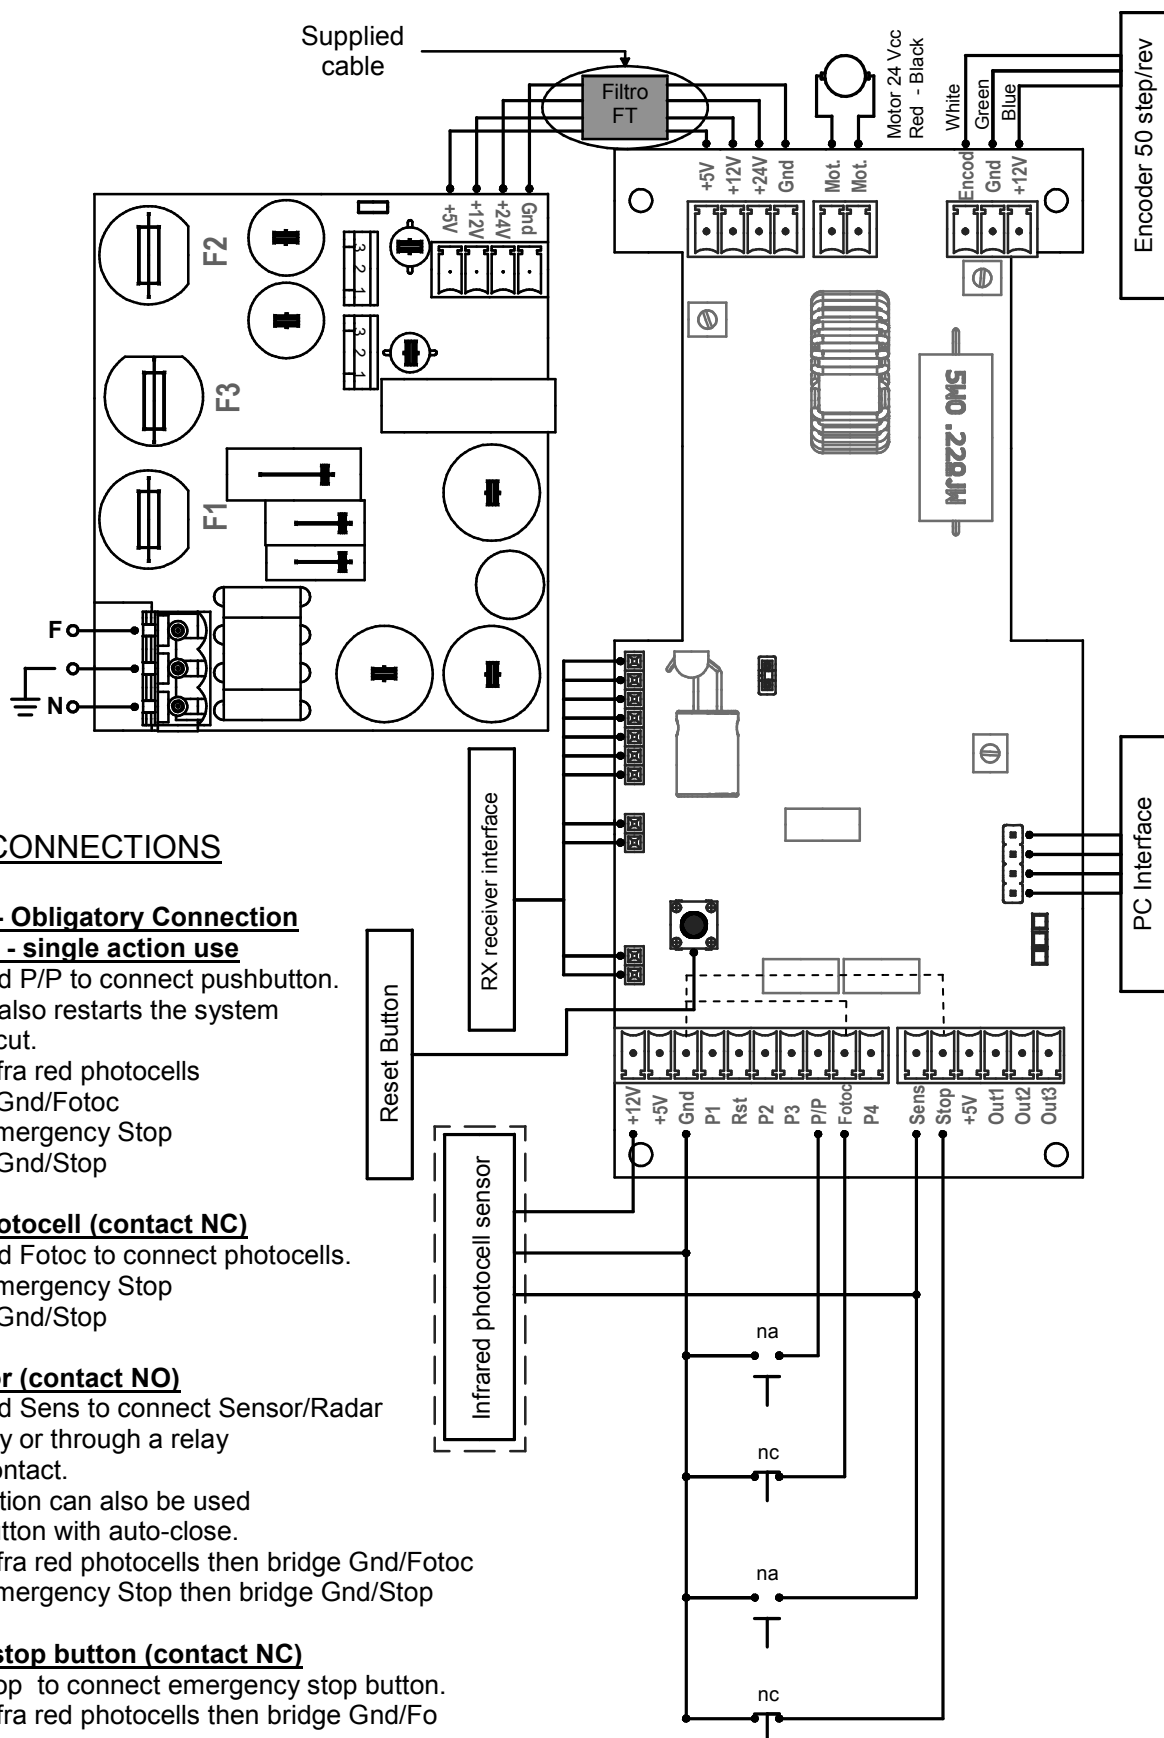 Supplied
cable
Filtro
FT
Motor 24 Vcc
Red - Black
White
Green
Blue
Encoder 50 step/rev
+5V
+12V
+24V
Gnd
Mot.
Mot.
Encod
Gnd
+12V
+5V
+12V
+24V
Gnd
F2
F3
F1
3 2 1
3 2 1
5W0.22ΩJW
F
N
RX receiver interface
PC Interface
Reset Button
Infrared photocell sensor
+12V
+5V
Gnd
P1
Rst
P2
P3
P/P
Fotoc
P4
Sens
Stop
+5V
Out1
Out2
Out3
na
nc
na
nc
CONNECTIONS
- Obligatory Connection
- single action use
d P/P to connect pushbutton.
also restarts the system
cut.
fra red photocells
Gnd/Fotoc
mergency Stop
Gnd/Stop
otocell (contact NC)
d Fotoc to connect photocells.
mergency Stop
Gnd/Stop
or (contact NO)
d Sens to connect Sensor/Radar
y or through a relay
ontact.
tion can also be used
utton with auto-close.
fra red photocells then bridge Gnd/Fotoc
mergency Stop then bridge Gnd/Stop
stop button (contact NC)
op to connect emergency stop button.
fra red photocells then bridge Gnd/Fo